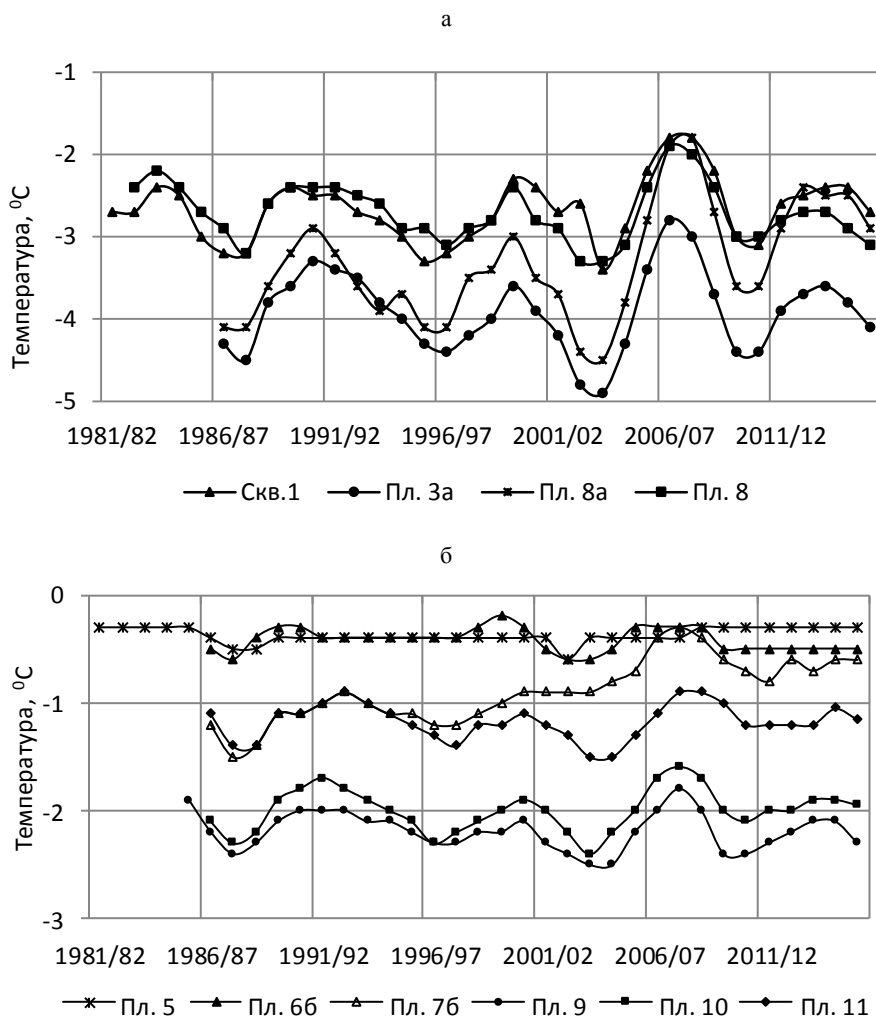 а
Температура, ⁰С
-1
-2
-3
-4
-5
1981/82 1986/87 1991/92 1996/97 2001/02 2006/07 2011/12
Скв.1 Пл. 3а Пл. 8а Пл. 8
б
Температура, ⁰С
0
-1
-2
-3
1981/82 1986/87 1991/92 1996/97 2001/02 2006/07 2011/12
Пл. 5 Пл. 6б Пл. 7б Пл. 9 Пл. 10 Пл. 11